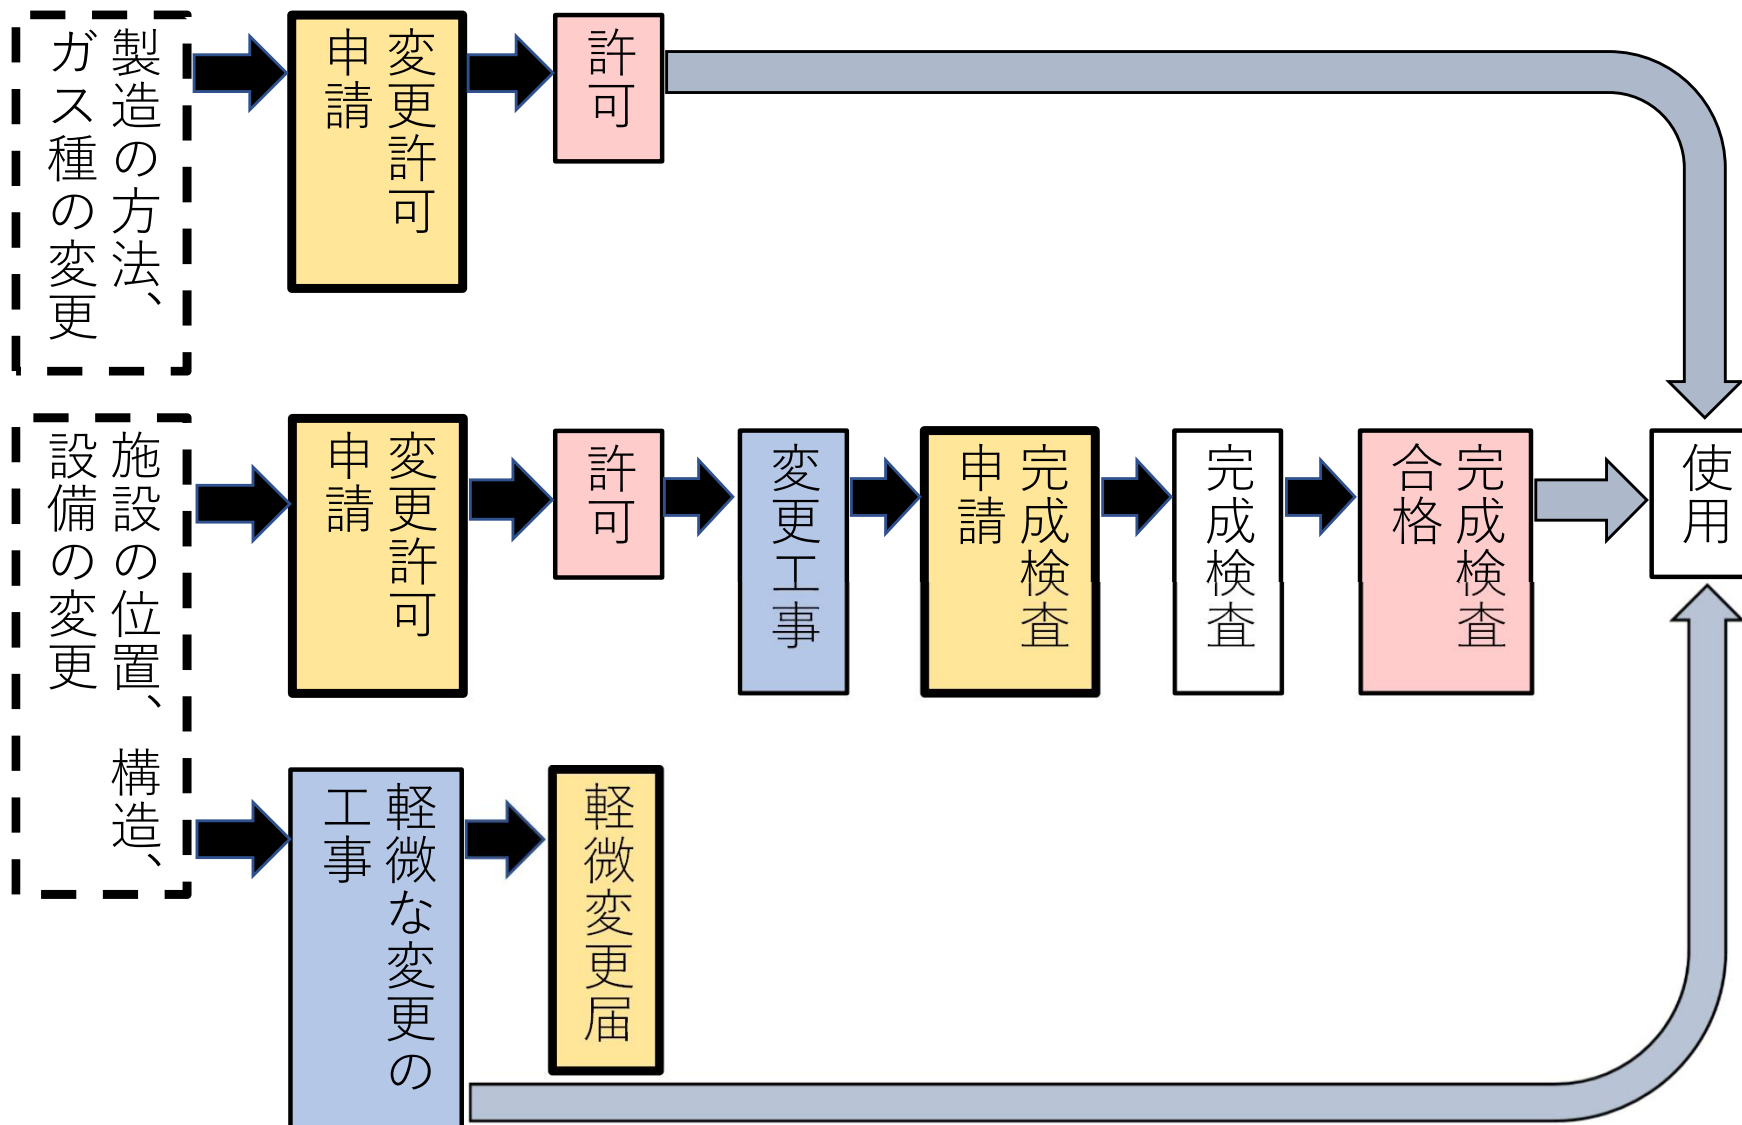 製造の方法、
ガス種の変更
変更許可
申請
許可
施設の位置、構造、
設備の変更
変更許可
申請
許可
変更工事
完成検査
申請
完成検査
完成検査
合格
使用
軽微な変更の
工事
軽微変更届